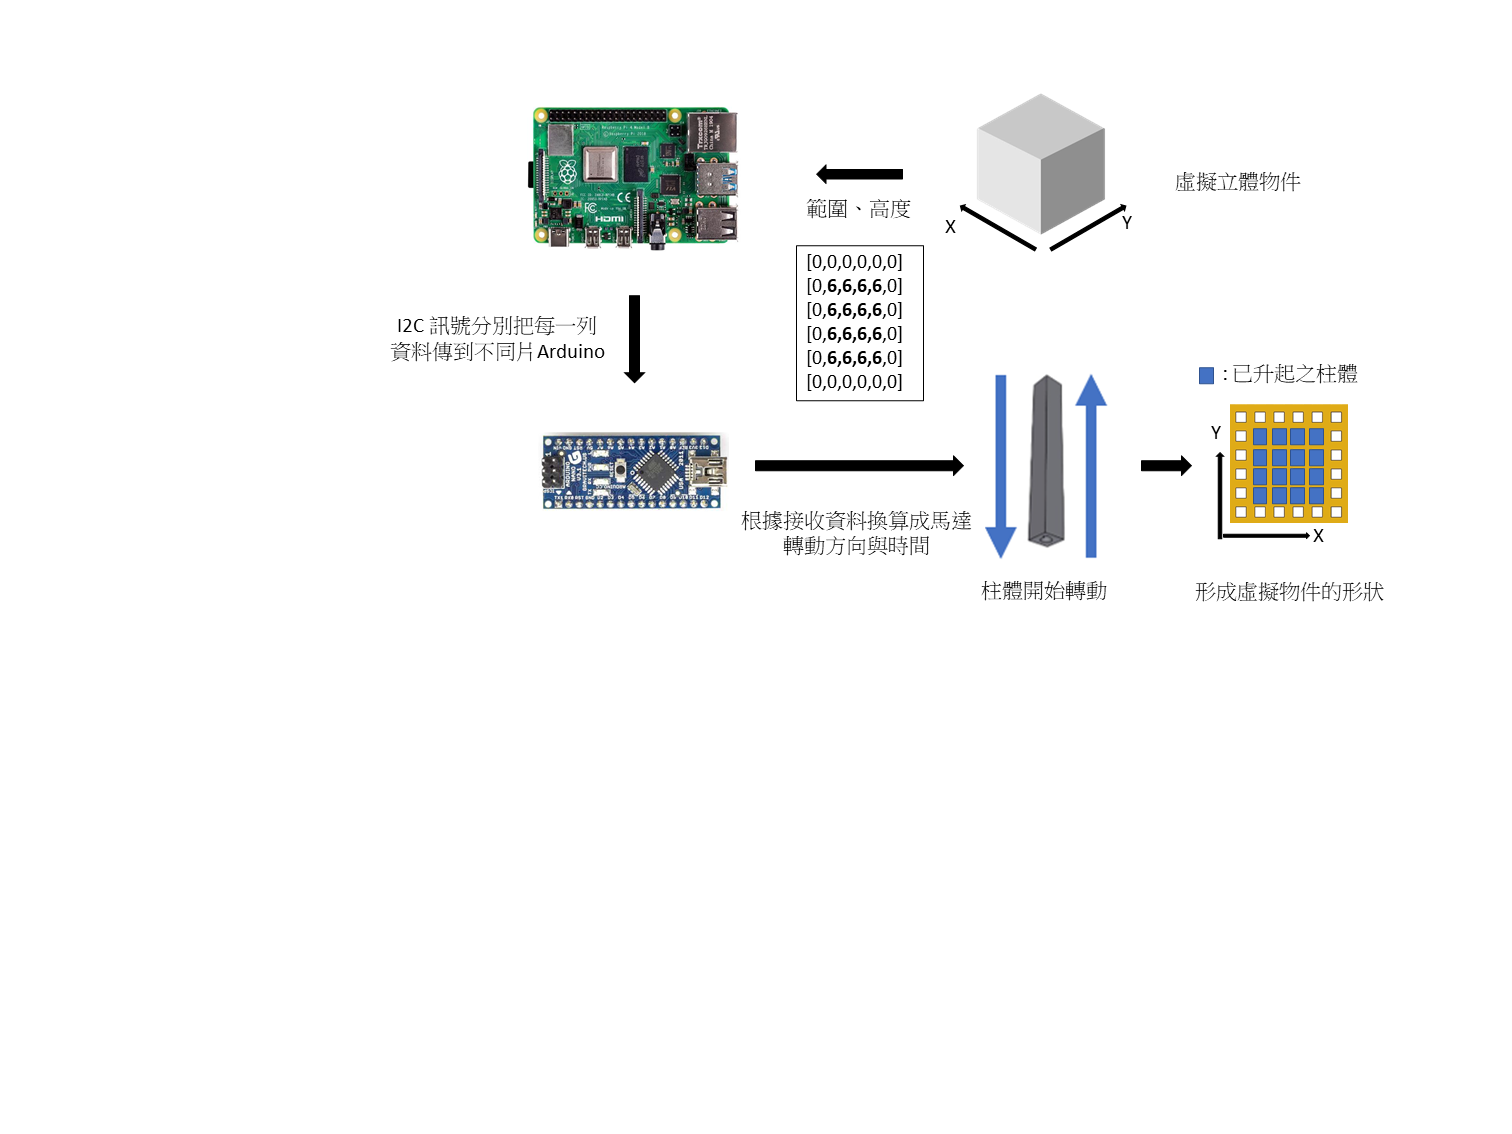 虛擬立體物件
X
Y
範圍、高度
[0,0,0,0,0,0]
[0,6,6,6,6,0]
[0,6,6,6,6,0]
[0,6,6,6,6,0]
[0,6,6,6,6,0]
[0,0,0,0,0,0]
HDMI
I2C 訊號分別把每一列
資料傳到不同片Arduino
根據接收資料換算成馬達
轉動方向與時間
柱體開始轉動
:已升起之柱體
Y
X
形成虛擬物件的形狀